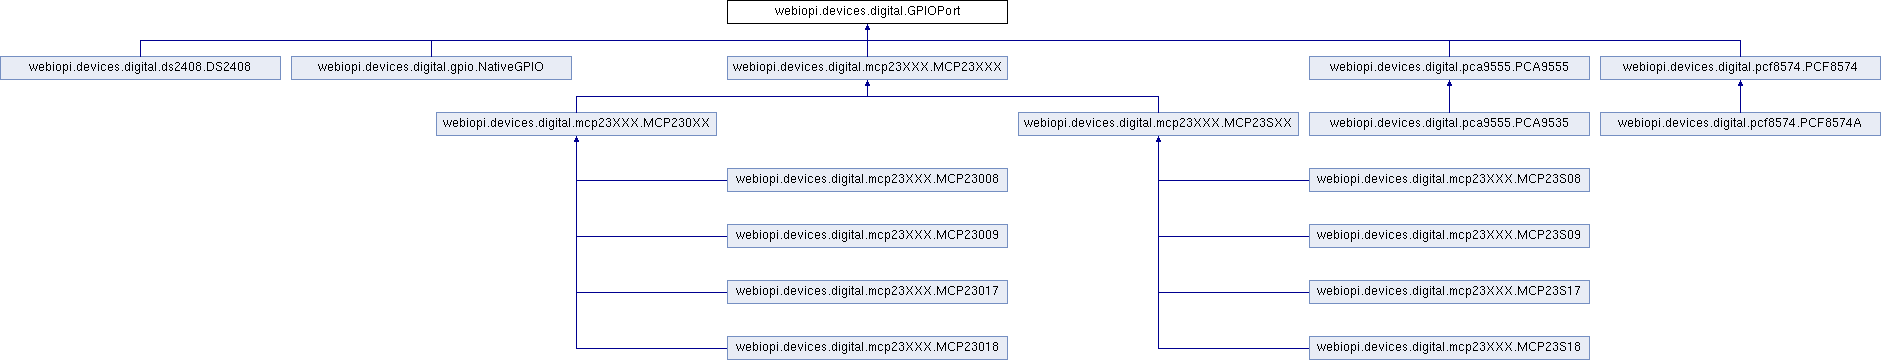 webiopi.devices.digital.GPIOPort
webiopi.devices.digital.ds2408.DS2408
webiopi.devices.digital.gpio.NativeGPIO
webiopi.devices.digital.mcp23XXX.MCP23XXX
webiopi.devices.digital.pca9555.PCA9555
webiopi.devices.digital.pcf8574.PCF8574
webiopi.devices.digital.mcp23XXX.MCP230XX
webiopi.devices.digital.mcp23XXX.MCP23SXX
webiopi.devices.digital.pca9555.PCA9535
webiopi.devices.digital.pcf8574.PCF8574A
webiopi.devices.digital.mcp23XXX.MCP23008
webiopi.devices.digital.mcp23XXX.MCP23S08
webiopi.devices.digital.mcp23XXX.MCP23009
webiopi.devices.digital.mcp23XXX.MCP23S09
webiopi.devices.digital.mcp23XXX.MCP23017
webiopi.devices.digital.mcp23XXX.MCP23S17
webiopi.devices.digital.mcp23XXX.MCP23018
webiopi.devices.digital.mcp23XXX.MCP23S18